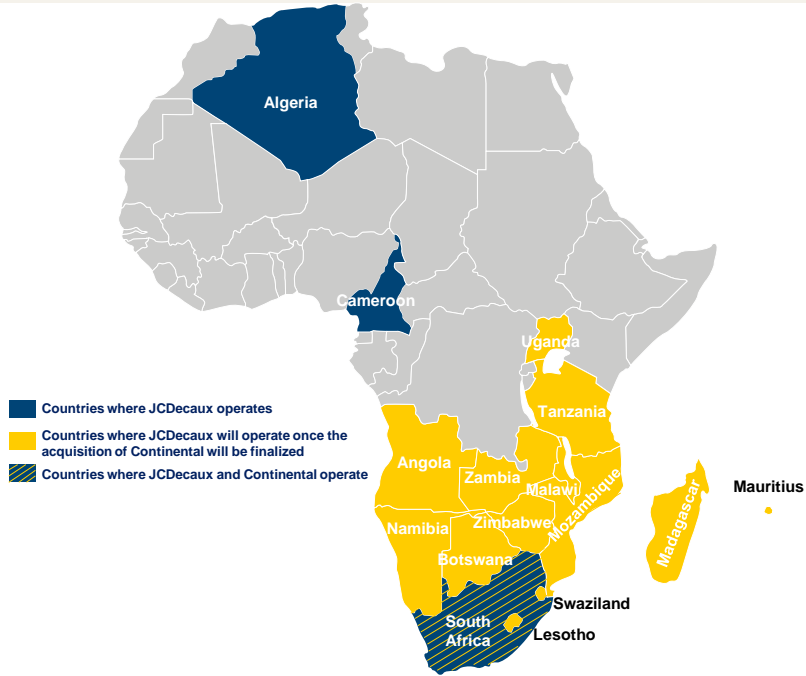 Algeria
Cameroon
Uganda
Countries where JCDecaux operates
Tanzania
Countries where JCDecaux will operate once the
acquisition of Continental will be finalized
Angola
Countries where JCDecaux and Continental operate
Zambia
Malawi
Mozambique
Madagascar
Mauritius
Namibia
Zimbabwe
Botswana
Swaziland
South
Africa
Lesotho